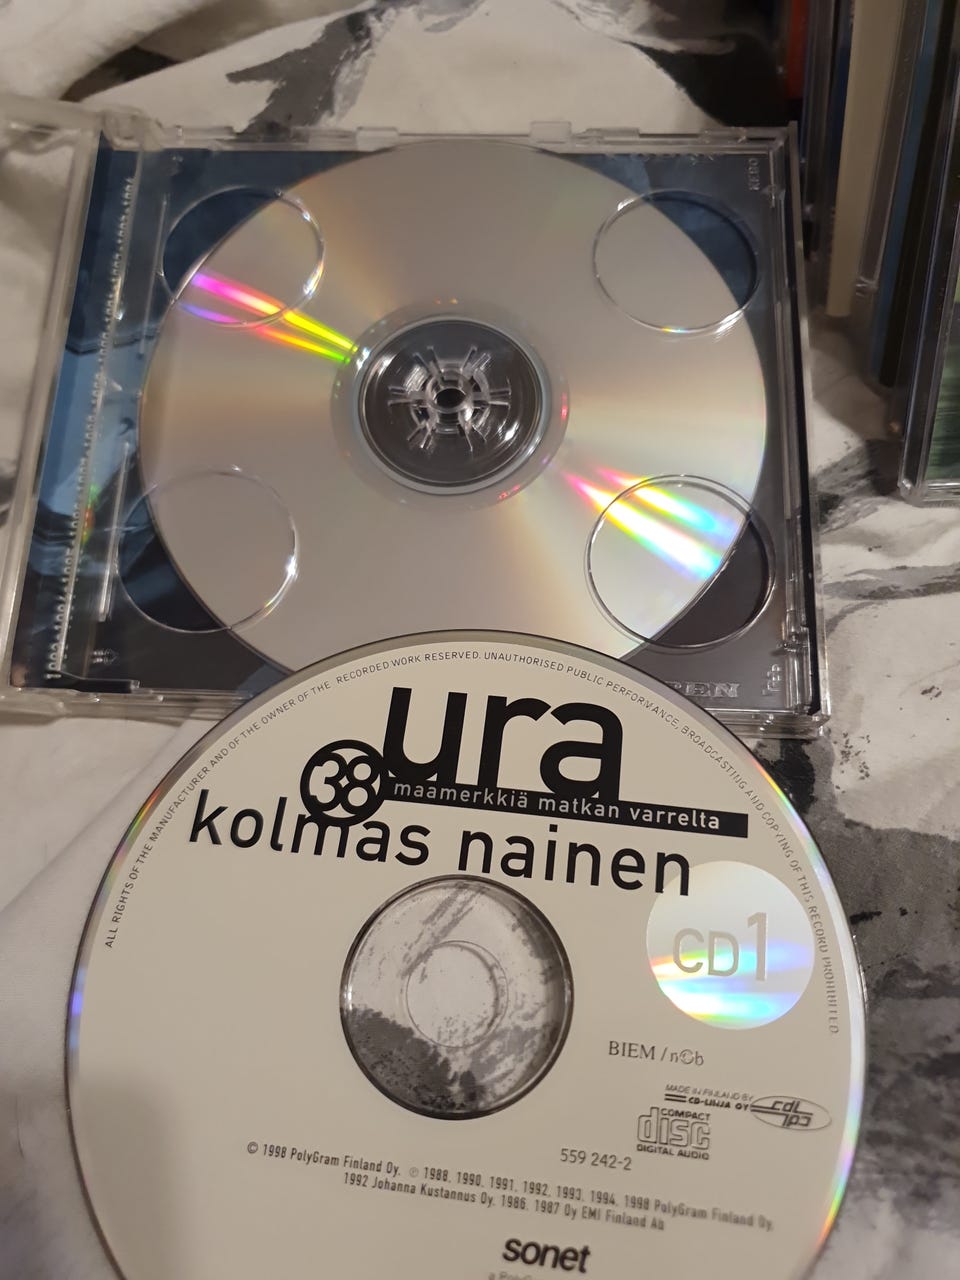 ALL RIGHTS OF THE MANUFACTURER AND OF THE OWNER OF THE RECORDED WORK RESERVED. UNAUTHORISED PUBLIC PERFORMANCE, BROADCASTING AND COPYING OF THIS RECORD PROHIBITED.
ura
38
maamerkkiä matkan varrelta
kolmas nainen
CD1
BIEM / n©b
MADE IN FINLAND BY
CD-LINJA OY
COMPACT
disc
DIGITAL AUDIO
559 242-2
© 1998 PolyGram Finland Oy. ℗ 1988, 1990, 1991, 1992, 1993, 1994, 1998 PolyGram Finland Oy,
1992 Johanna Kustannus Oy. 1986, 1987 Oy EMI Finland Ab
sonet